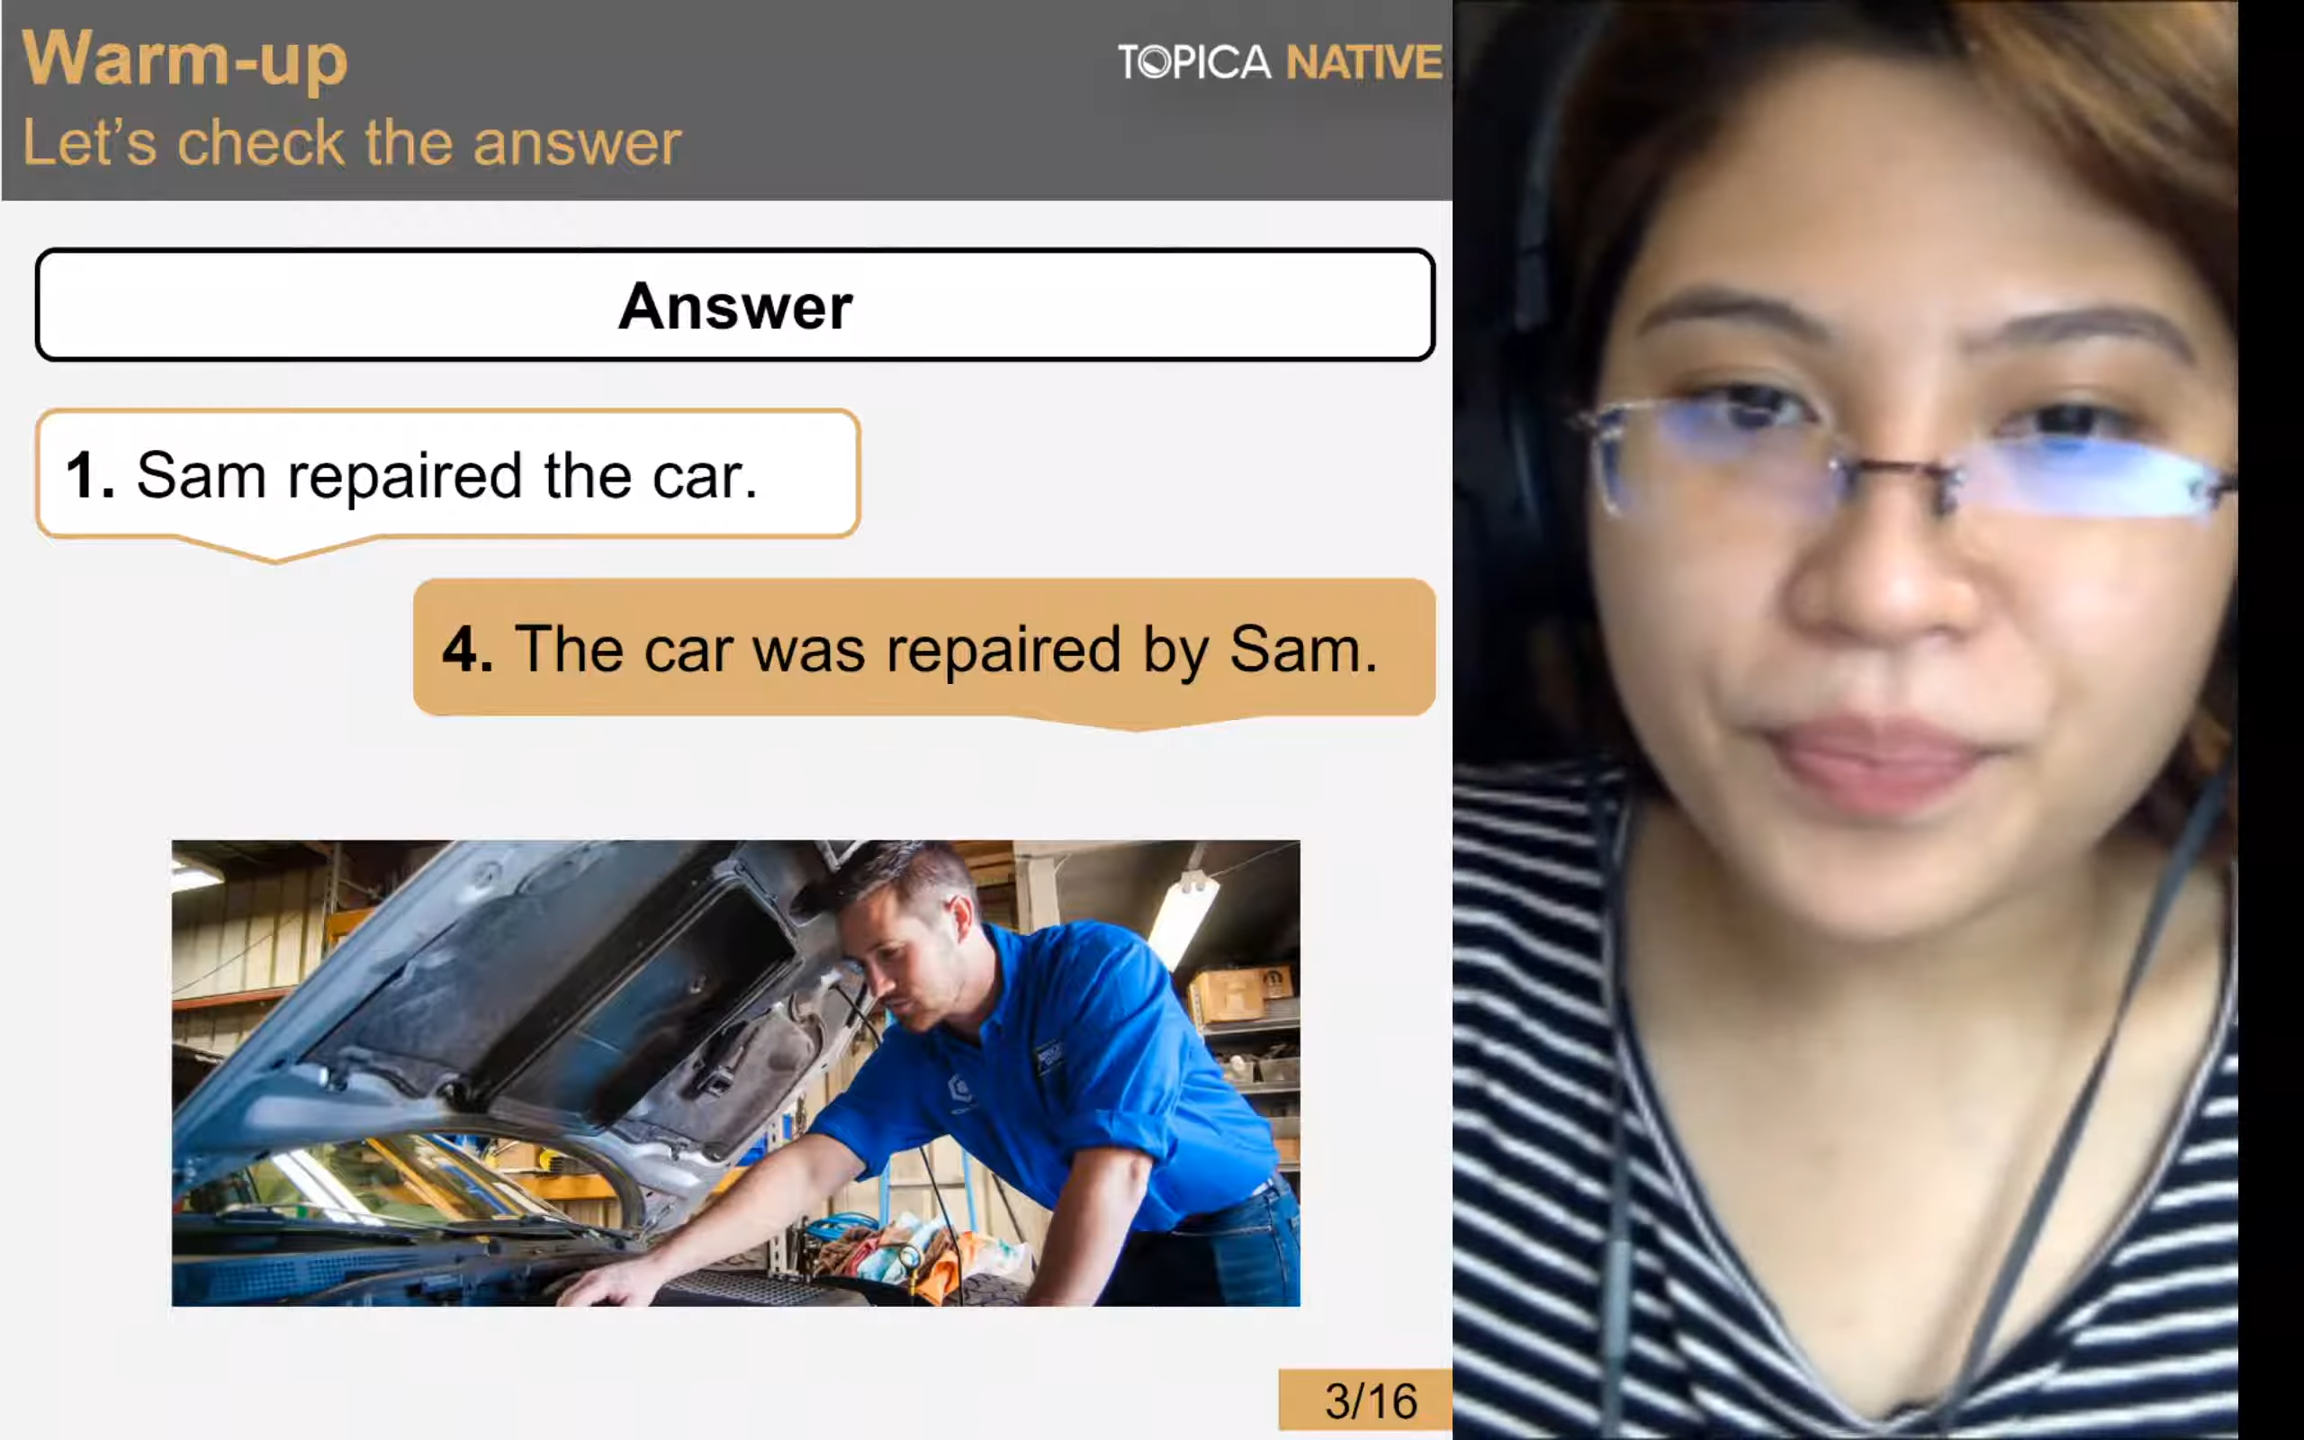 Warm-up
TOPICA NATIVE
Let's check the answer
Answer
1. Sam repaired the car.
4. The car was repaired by Sam.
3/16